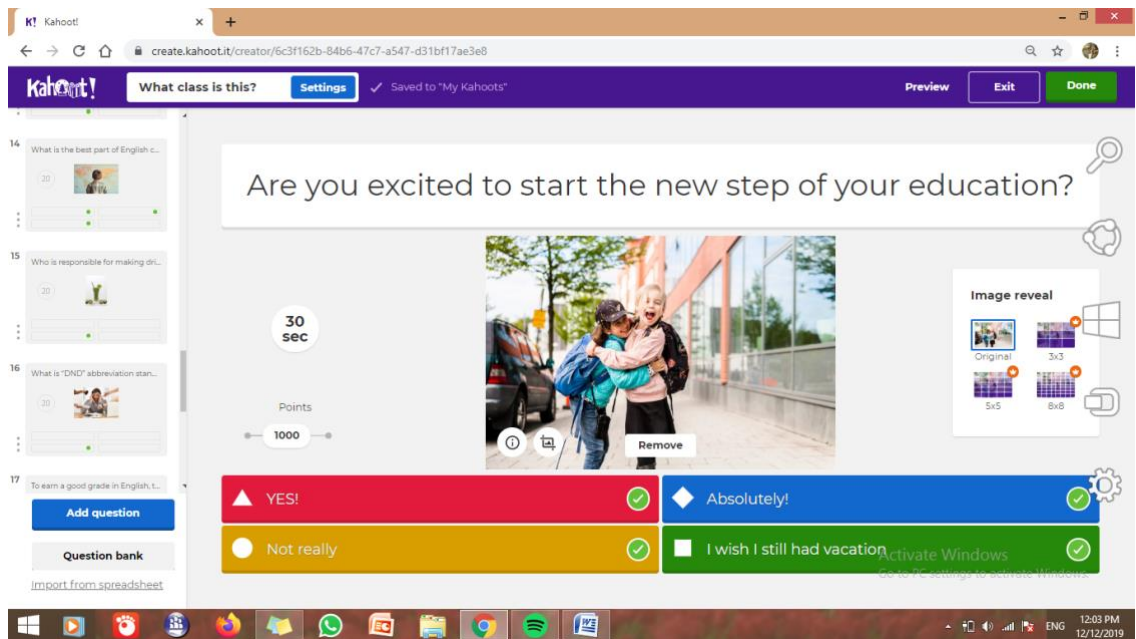 K! Kahoot!
create.kahoot.it/creator/6c3f162b-84b6-47c7-a547-d31bf17ae3e8
Kahoot!
What class is this?
Settings
Saved to "My Kahoots"
Preview
Exit
Done
14
What is the best part of English c...
20
15
Who is responsible for making dri...
20
16
What is "DND" abbreviation stan...
20
17
To earn a good grade in English, t...
Add question
Question bank
Import from spreadsheet
Are you excited to start the new step of your education?
30
sec
Points
1000
Remove
Image reveal
Original
3x3
5x5
8x8
YES!
Absolutely!
Not really
I wish I still had vacation
Activate Windows
Go to PC settings to activate Windows.
ENG
12:03 PM
12/12/2019